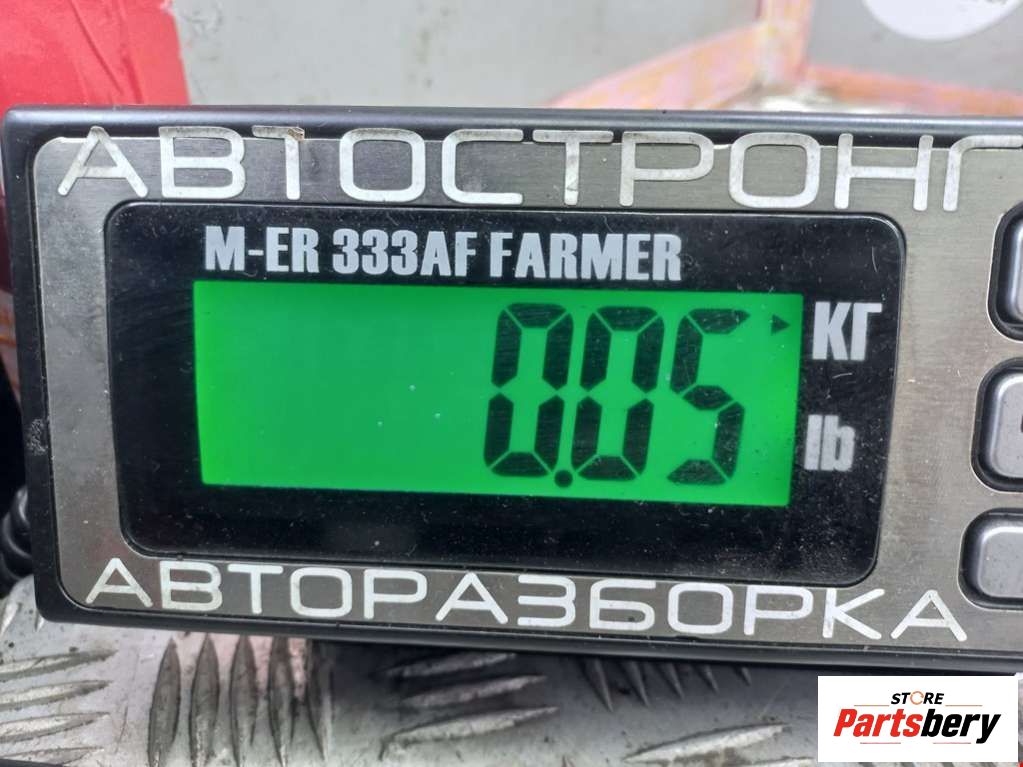 АВТОСТРОНГ
M-ER 333AF FARMER
0.05
КГ
lb
АВТОРАЗБОРКА
STORE
Partsbery